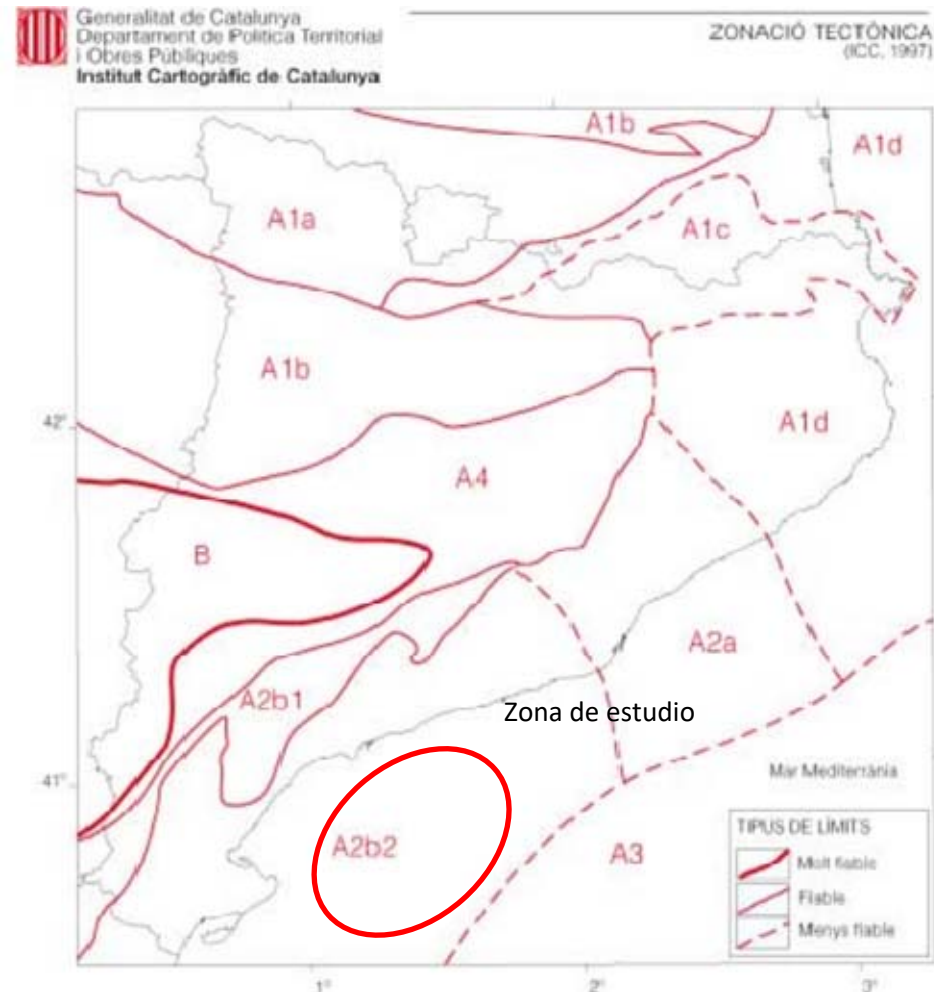 Generalitat de Catalunya
Departament de Política Territorial
i Obres Públiques
Institut Cartogràfic de Catalunya
ZONACIÓ TECTÒNICA
(ICC, 1997)
A1b
A1d
A1a
A1c
A1b
A1d
42°
A4
B
A2a
A2b1
Zona de estudio
41°
Mar Mediterrània
A2b2
A3
TIPUS DE LÍMITS
Molt fiable
Fiable
Menys fiable
1°
2°
3°